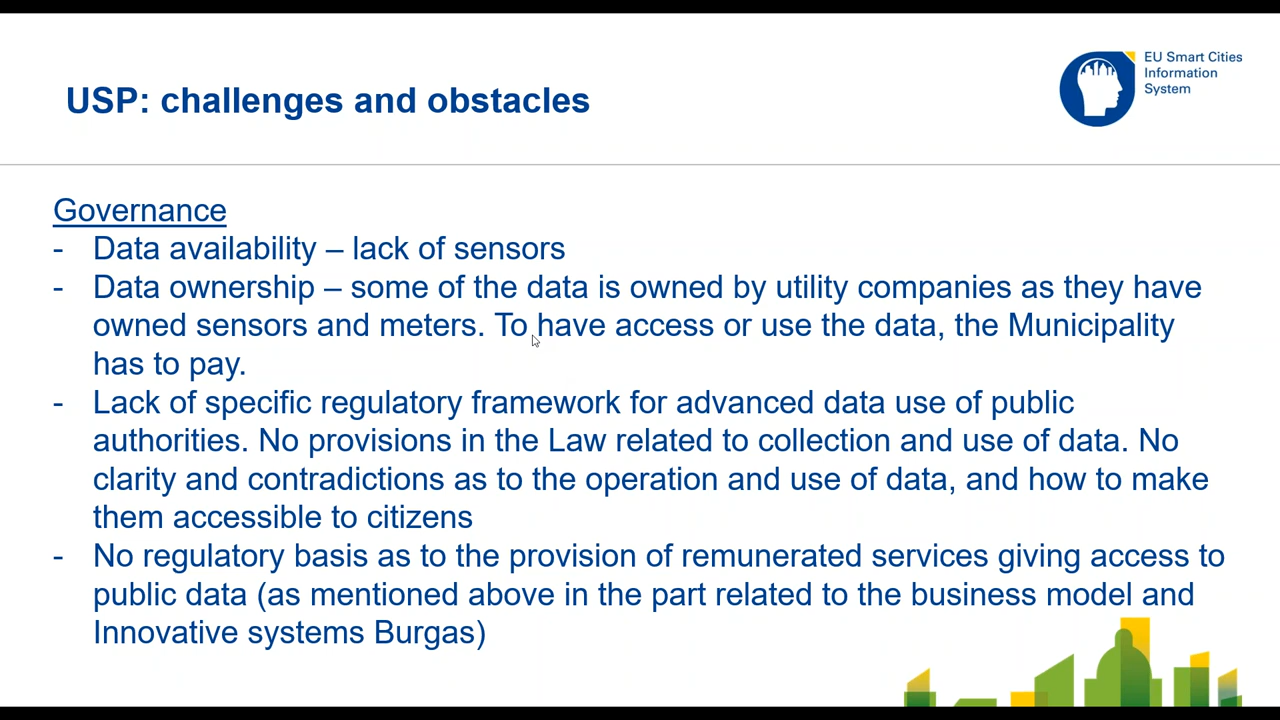 EU Smart Cities
Information
System
USP: challenges and obstacles
Governance
- Data availability – lack of sensors
- Data ownership – some of the data is owned by utility companies as they have
owned sensors and meters. To have access or use the data, the Municipality
has to pay.
- Lack of specific regulatory framework for advanced data use of public
authorities. No provisions in the Law related to collection and use of data. No
clarity and contradictions as to the operation and use of data, and how to make
them accessible to citizens
- No regulatory basis as to the provision of remunerated services giving access to
public data (as mentioned above in the part related to the business model and
Innovative systems Burgas)